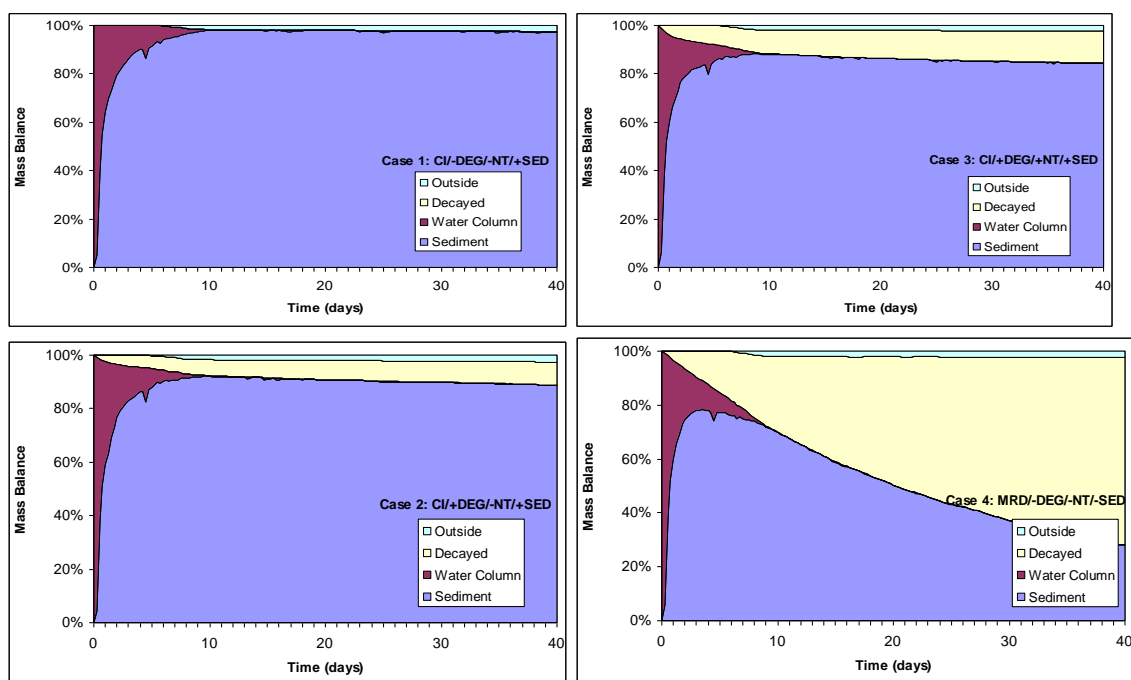 100%
80%
60%
40%
20%
0%
Mass Balance
Case 1: CI/-DEG/-NT/+SED
Outside
Decayed
Water Column
Sediment
0 10 20 30 40
Time (days)
100%
80%
60%
40%
20%
0%
Mass Balance
Case 3: CI/+DEG/+NT/+SED
Outside
Decayed
Water Column
Sediment
0 10 20 30 40
Time (days)
100%
80%
60%
40%
20%
0%
Mass Balance
Case 2: CI/+DEG/-NT/+SED
Outside
Decayed
Water Column
Sediment
0 10 20 30 40
Time (days)
100%
80%
60%
40%
20%
0%
Mass Balance
Case 4: MRD/-DEG/-NT/-SED
Outside
Decayed
Water Column
Sediment
0 10 20 30 40
Time (days)